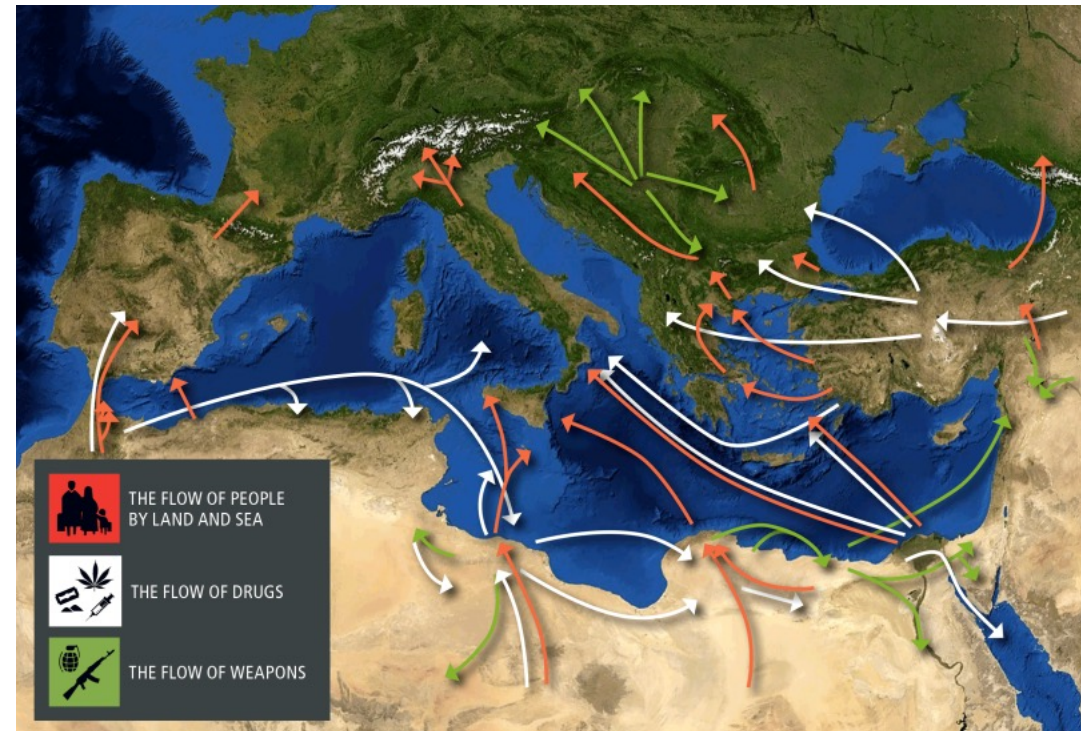 THE FLOW OF PEOPLE
BY LAND AND SEA
THE FLOW OF DRUGS
THE FLOW OF WEAPONS